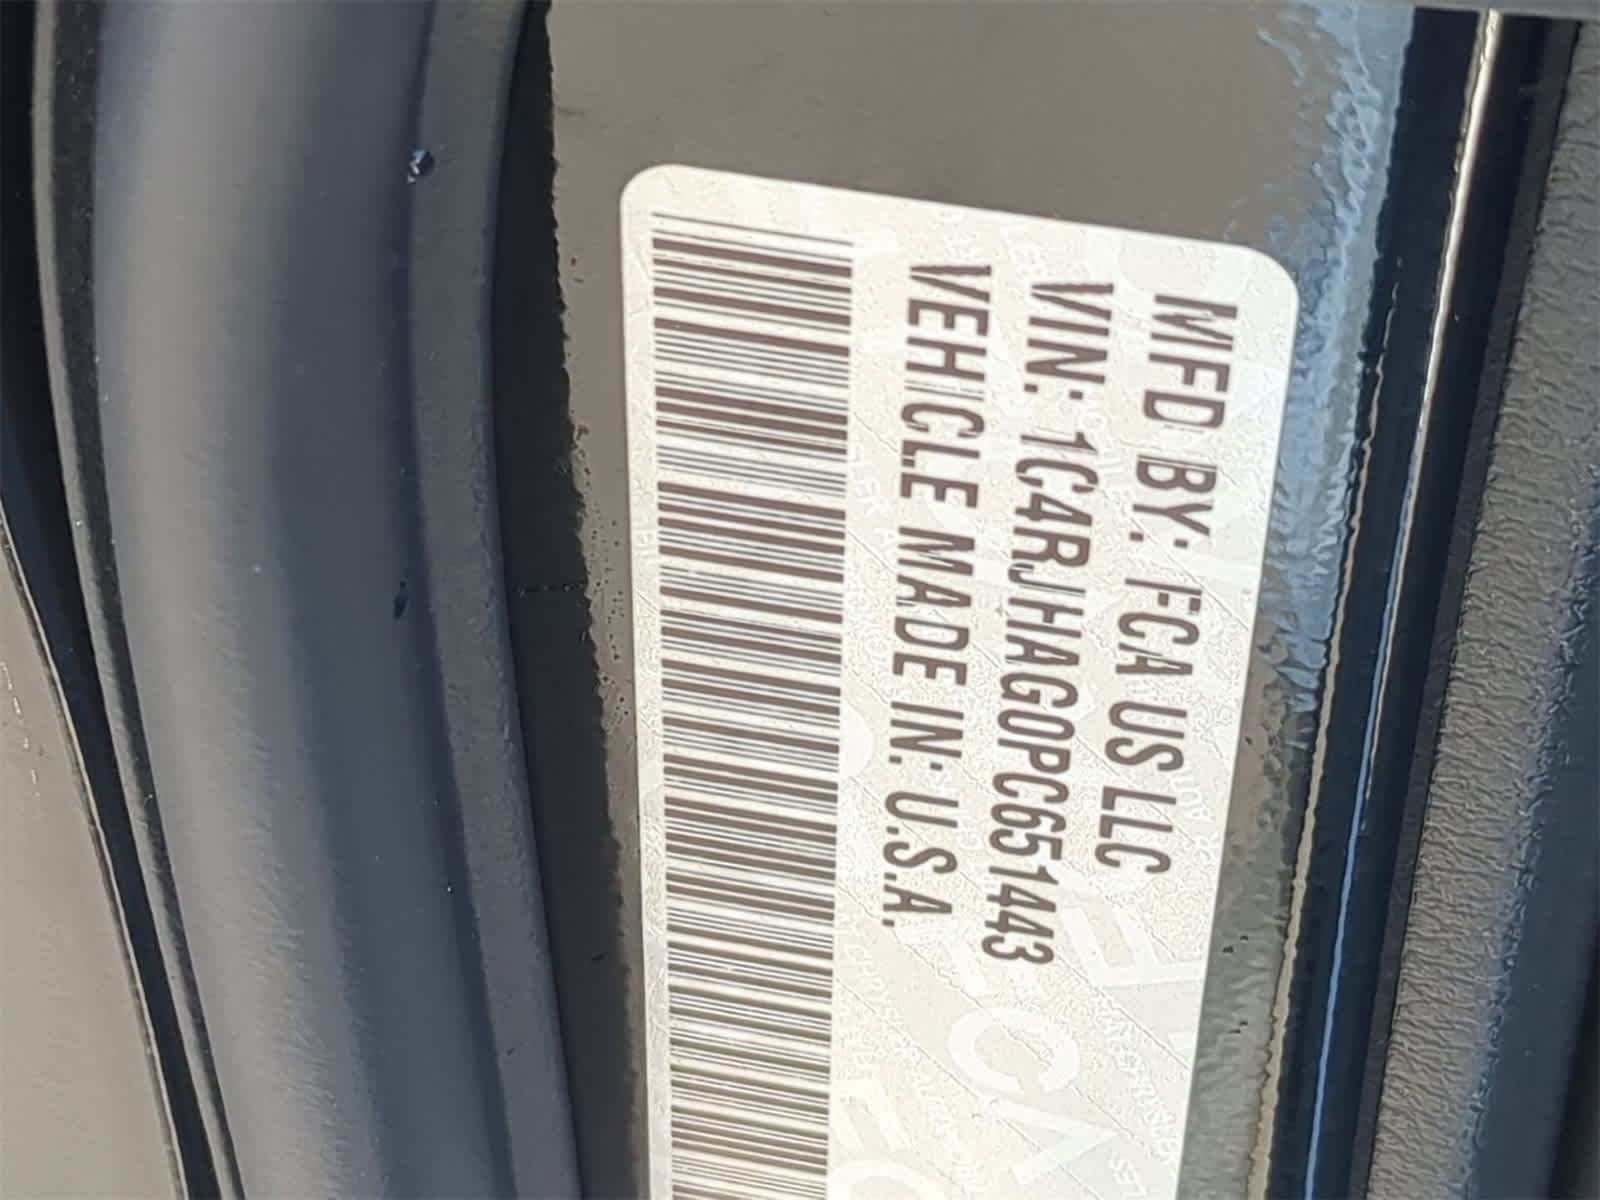 MFD BY: FCA US LLC
VIN: 1C4RJHAG0PC651443
VEHICLE MADE IN: U.S.A.